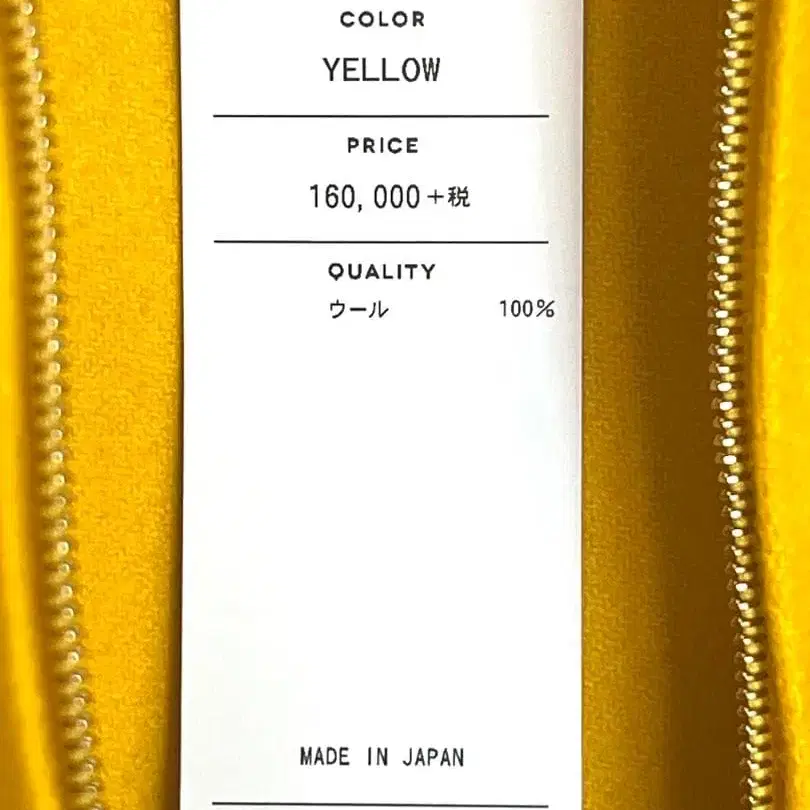 COLOR
YELLOW
PRICE
160,000+税
QUALITY
ウール 100%
MADE IN JAPAN